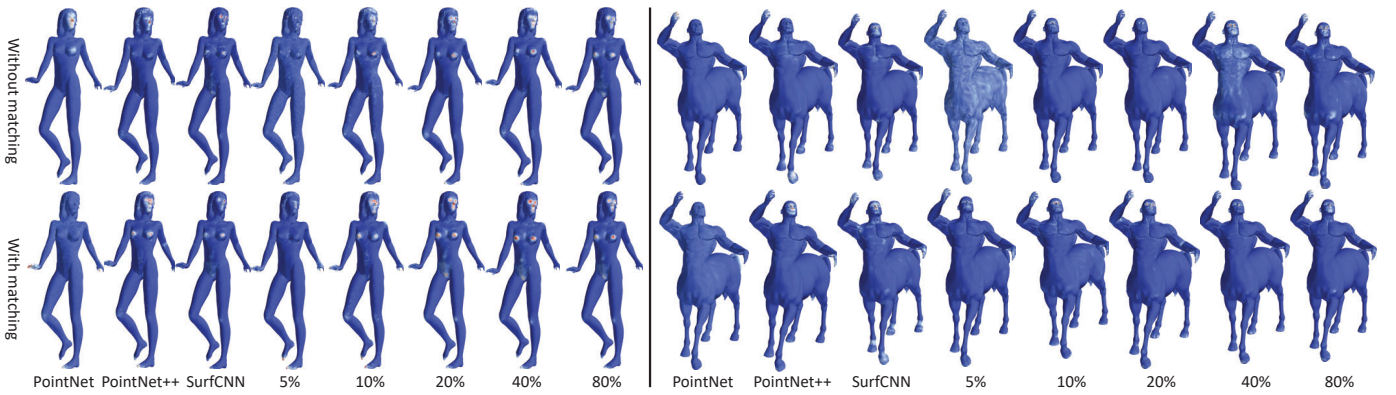 Without matching
With matching
PointNet PointNet++ SurfCNN 5% 10% 20% 40% 80% PointNet PointNet++ SurfCNN 5% 10% 20% 40% 80%